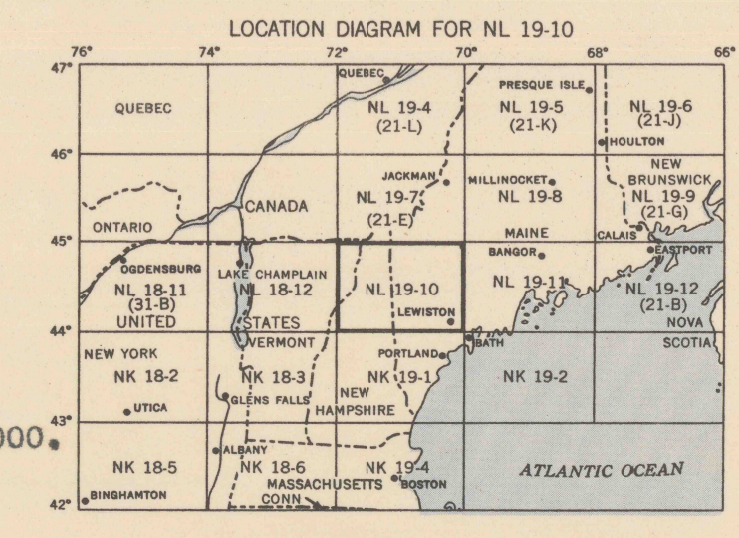 LOCATION DIAGRAM FOR NL 19-10
76° 74° 72° 70° 68° 66°
47°
QUEBEC
PRESQUE ISLE
QUEBEC
NL 19-4
NL 19-5
NL 19-6
(21-L)
(21-K)
(21-J)
HOULTON
46°
NEW
BRUNSWICK
JACKMAN
MILLINOCKET
NL 19-7
NL 19-8
NL 19-9
(21-E)
(21-G)
CANADA
ONTARIO
MAINE
CALAIS
45°
BANGOR
EASTPORT
OGDENSBURG
LAKE CHAMPLAIN
NL 18-11
NL 18-12
NL 19-10
NL 19-11
NL 19-12
(31-B)
(21-B)
LEWISTON
UNITED
STATES
NOVA
44°
VERMONT
BATH
SCOTIA
NEW YORK
PORTLAND
NK 18-2
NK 18-3
NK 19-1
NK 19-2
NEW
GLENS FALLS
HAMPSHIRE
UTICA
43°
000.
ALBANY
NK 18-5
NK 18-6
NK 19-4
ATLANTIC OCEAN
MASSACHUSETTS
BOSTON
BINGHAMTON
CONN
42°